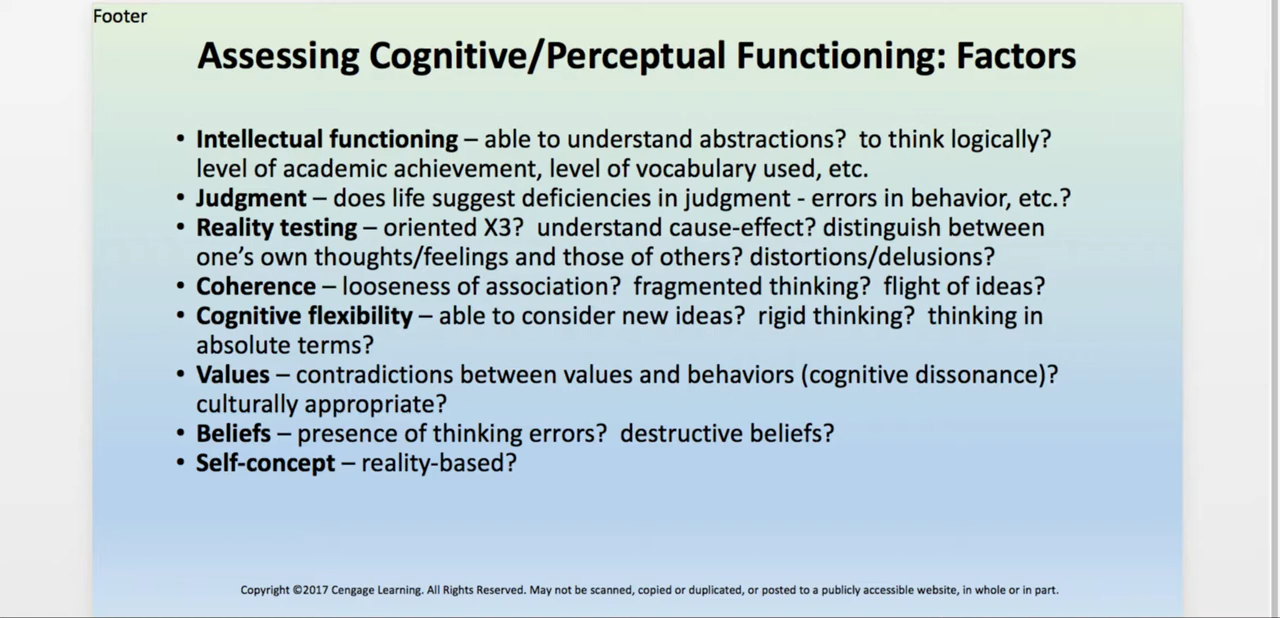 Footer
Assessing Cognitive/Perceptual Functioning: Factors
• Intellectual functioning – able to understand abstractions?  to think logically?
level of academic achievement, level of vocabulary used, etc.
• Judgment – does life suggest deficiencies in judgment - errors in behavior, etc.?
• Reality testing – oriented X3?  understand cause-effect? distinguish between
one’s own thoughts/feelings and those of others? distortions/delusions?
• Coherence – looseness of association?  fragmented thinking?  flight of ideas?
• Cognitive flexibility – able to consider new ideas?  rigid thinking?  thinking in
absolute terms?
• Values – contradictions between values and behaviors (cognitive dissonance)?
culturally appropriate?
• Beliefs – presence of thinking errors?  destructive beliefs?
• Self-concept – reality-based?
Copyright ©2017 Cengage Learning. All Rights Reserved. May not be scanned, copied or duplicated, or posted to a publicly accessible website, in whole or in part.